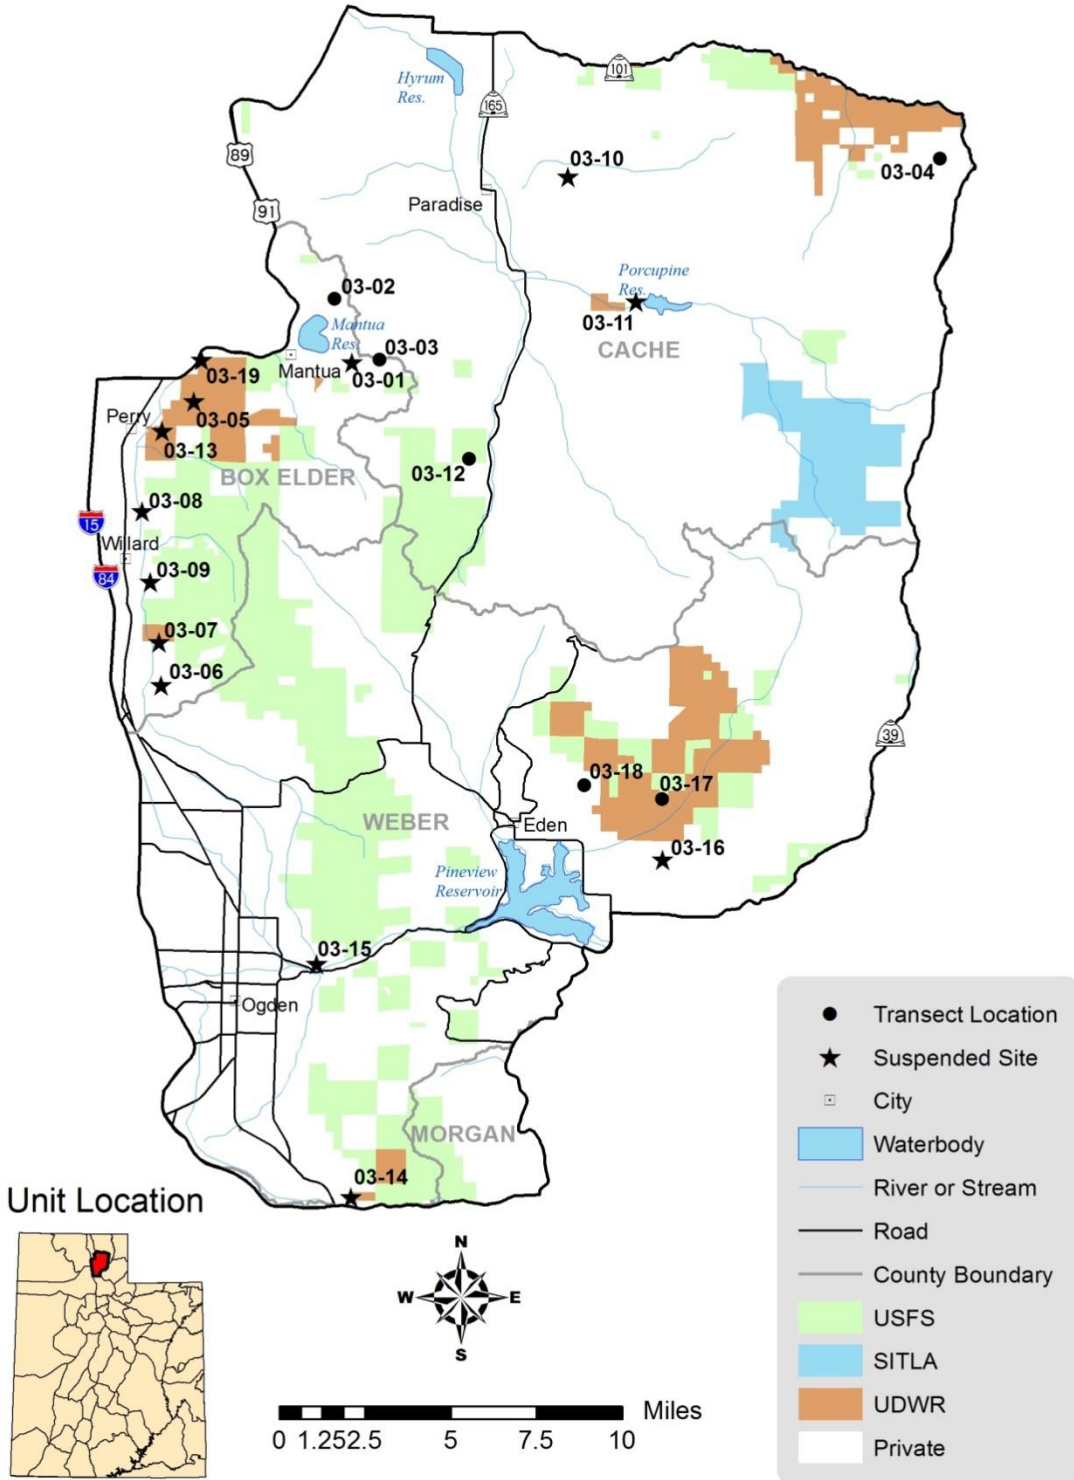 Hyrum
Res.
101
165
89
03-10
03-04
Paradise
91
Porcupine
Res.
03-02
03-11
Mantua
Res.
CACHE
03-03
Mantua
03-01
03-19
03-05
Perry
03-13
03-12
BOX ELDER
03-08
15
Willard
84
03-09
03-07
03-06
39
03-18
03-17
WEBER
Eden
03-16
Pineview
Reservoir
03-15
Ogden
MORGAN
03-14
Unit Location
N
W E
S
Miles
0 1.252.5 5 7.5 10
Transect Location
Suspended Site
City
Waterbody
River or Stream
Road
County Boundary
USFS
SITLA
UDWR
Private